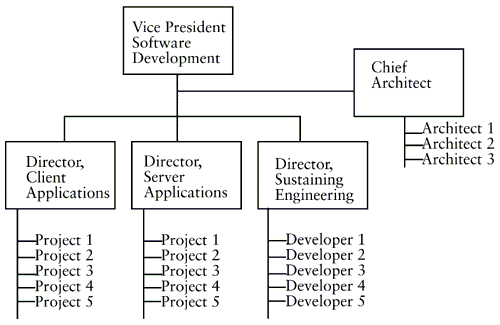 Vice President
Software
Development
Chief
Architect
Architect 1
Architect 2
Architect 3
Director,
Client
Applications
Director,
Server
Applications
Director,
Sustaining
Engineering
Project 1
Project 2
Project 3
Project 4
Project 5
Project 1
Project 2
Project 3
Project 4
Project 5
Developer 1
Developer 2
Developer 3
Developer 4
Developer 5